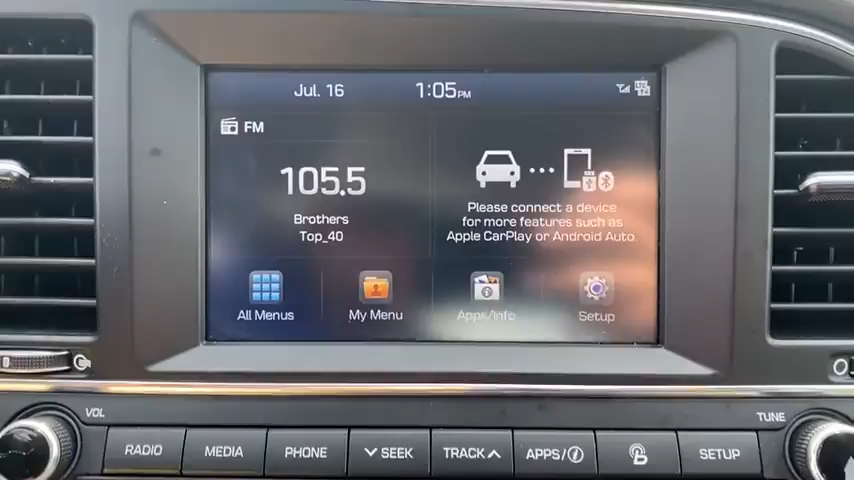 Jul. 16
1:05PM
FM
105.5
Brothers
Top_40
Please connect a device
for more features such as
Apple CarPlay or Android Auto.
All Menus
My Menu
Apps/Info
Setup
VOL
TUNE
RADIO
MEDIA
PHONE
SEEK
TRACK
APPS/i
SETUP